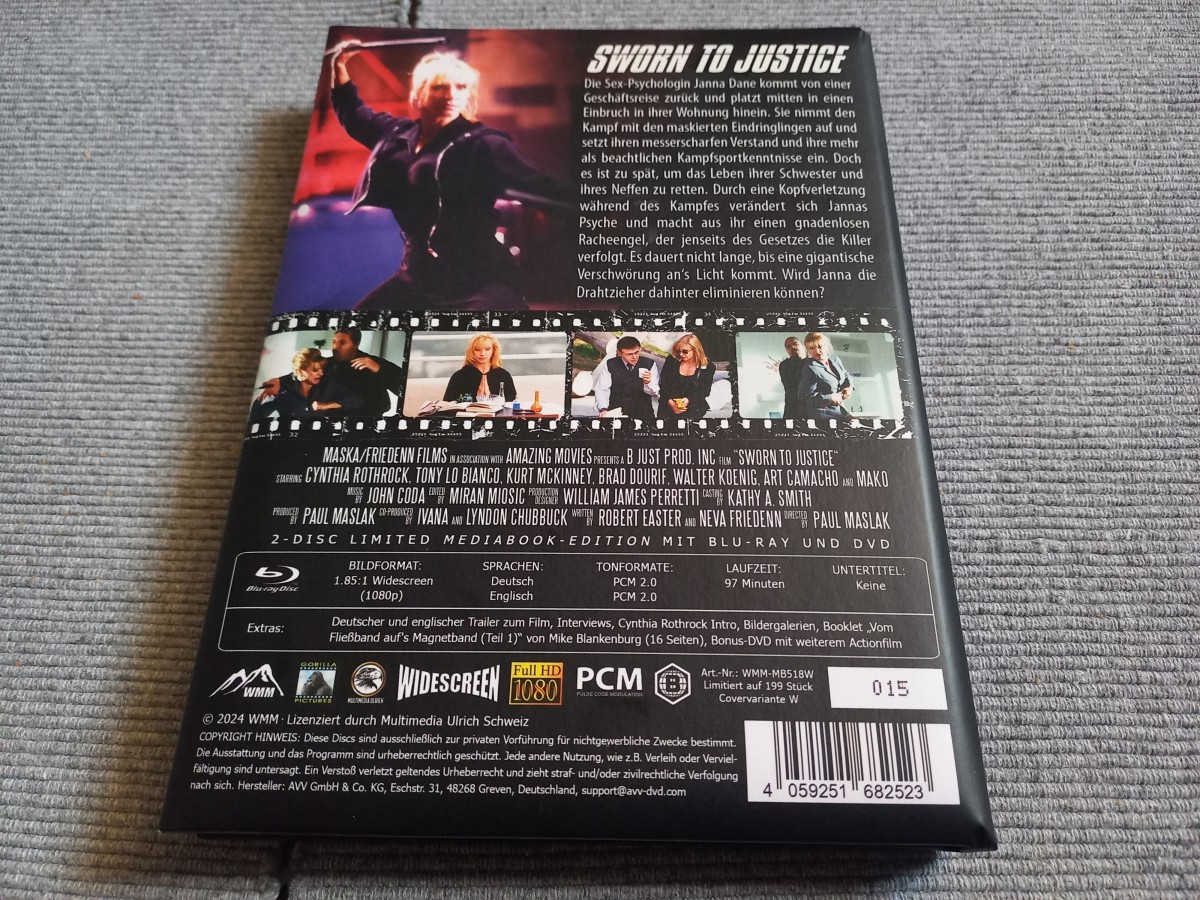 SWORN TO JUSTICE
Die Sex-Psychologin Janna Dane kommt von einer
Geschäftsreise zurück und platzt mitten in einen
Einbruch in ihrer Wohnung hinein. Sie nimmt den
Kampf mit den maskierten Eindringlingen auf und
setzt ihren messerscharfen Verstand und ihre mehr
als beachtlichen Kampfsportkenntnisse ein. Doch
es ist zu spät, um das Leben ihrer Schwester und
ihres Neffen zu retten. Durch eine Kopfverletzung
während des Kampfes verändert sich Jannas
Psyche und macht aus ihr einen gnadenlosen
Racheengel, der jenseits des Gesetzes die Killer
verfolgt. Es dauert nicht lange, bis eine gigantische
Verschwörung an's Licht kommt. Wird Janna die
Drahtzieher dahinter eliminieren können?
MASKA/FRIEDENN FILMS IN ASSOCIATION WITH AMAZING MOVIES PRESENTS A B JUST PROD. INC FILM "SWORN TO JUSTICE"
STARRING CYNTHIA ROTHROCK, TONY LO BIANCO, KURT MCKINNEY, BRAD DOURIF, WALTER KOENIG, ART CAMACHO AND MAKO
MUSIC BY JOHN CODA EDITED BY MIRAN MIOSIC PRODUCTION DESIGNER WILLIAM JAMES PERRETTI CASTING BY KATHY A. SMITH
PRODUCED BY PAUL MASLAK CO-PRODUCED BY IVANA AND LYNDON CHUBBUCK WRITTEN BY ROBERT EASTER AND NEVA FRIEDENN DIRECTED BY PAUL MASLAK
2-DISC LIMITED MEDIABOOK-EDITION MIT BLU-RAY UND DVD
Blu-ray Disc
BILDFORMAT:
1.85:1 Widescreen
(1080p)
SPRACHEN:
Deutsch
Englisch
TONFORMATE:
PCM 2.0
PCM 2.0
LAUFZEIT:
97 Minuten
UNTERTITEL:
Keine
Extras:
Deutscher und englischer Trailer zum Film, Interviews, Cynthia Rothrock Intro, Bildergalerien, Booklet „Vom
Fließband auf's Magnetband (Teil 1)" von Mike Blankenburg (16 Seiten), Bonus-DVD mit weiterem Actionfilm
WMM
GORILLA
PICTURES
MULTIMEDIA ULRICH
WIDESCREEN
Full HD
1080
PCM
PULSE CODE MODULATION
B
Art.-Nr.: WMM-MB518W
Limitiert auf 199 Stück
Covervariante W
015
© 2024 WMM · Lizenziert durch Multimedia Ulrich Schweiz
COPYRIGHT HINWEIS: Diese Discs sind ausschließlich zur privaten Vorführung für nichtgewerbliche Zwecke bestimmt.
Die Ausstattung und das Programm sind urheberrechtlich geschützt. Jede andere Nutzung, wie z.B. Verleih oder Verviel-
fältigung sind untersagt. Ein Verstoß verletzt geltendes Urheberrecht und zieht straf- und/oder zivilrechtliche Verfolgung
nach sich. Hersteller: AVV GmbH & Co. KG, Eschstr. 31, 48268 Greven, Deutschland, support@avv-dvd.com
4 059251 682523